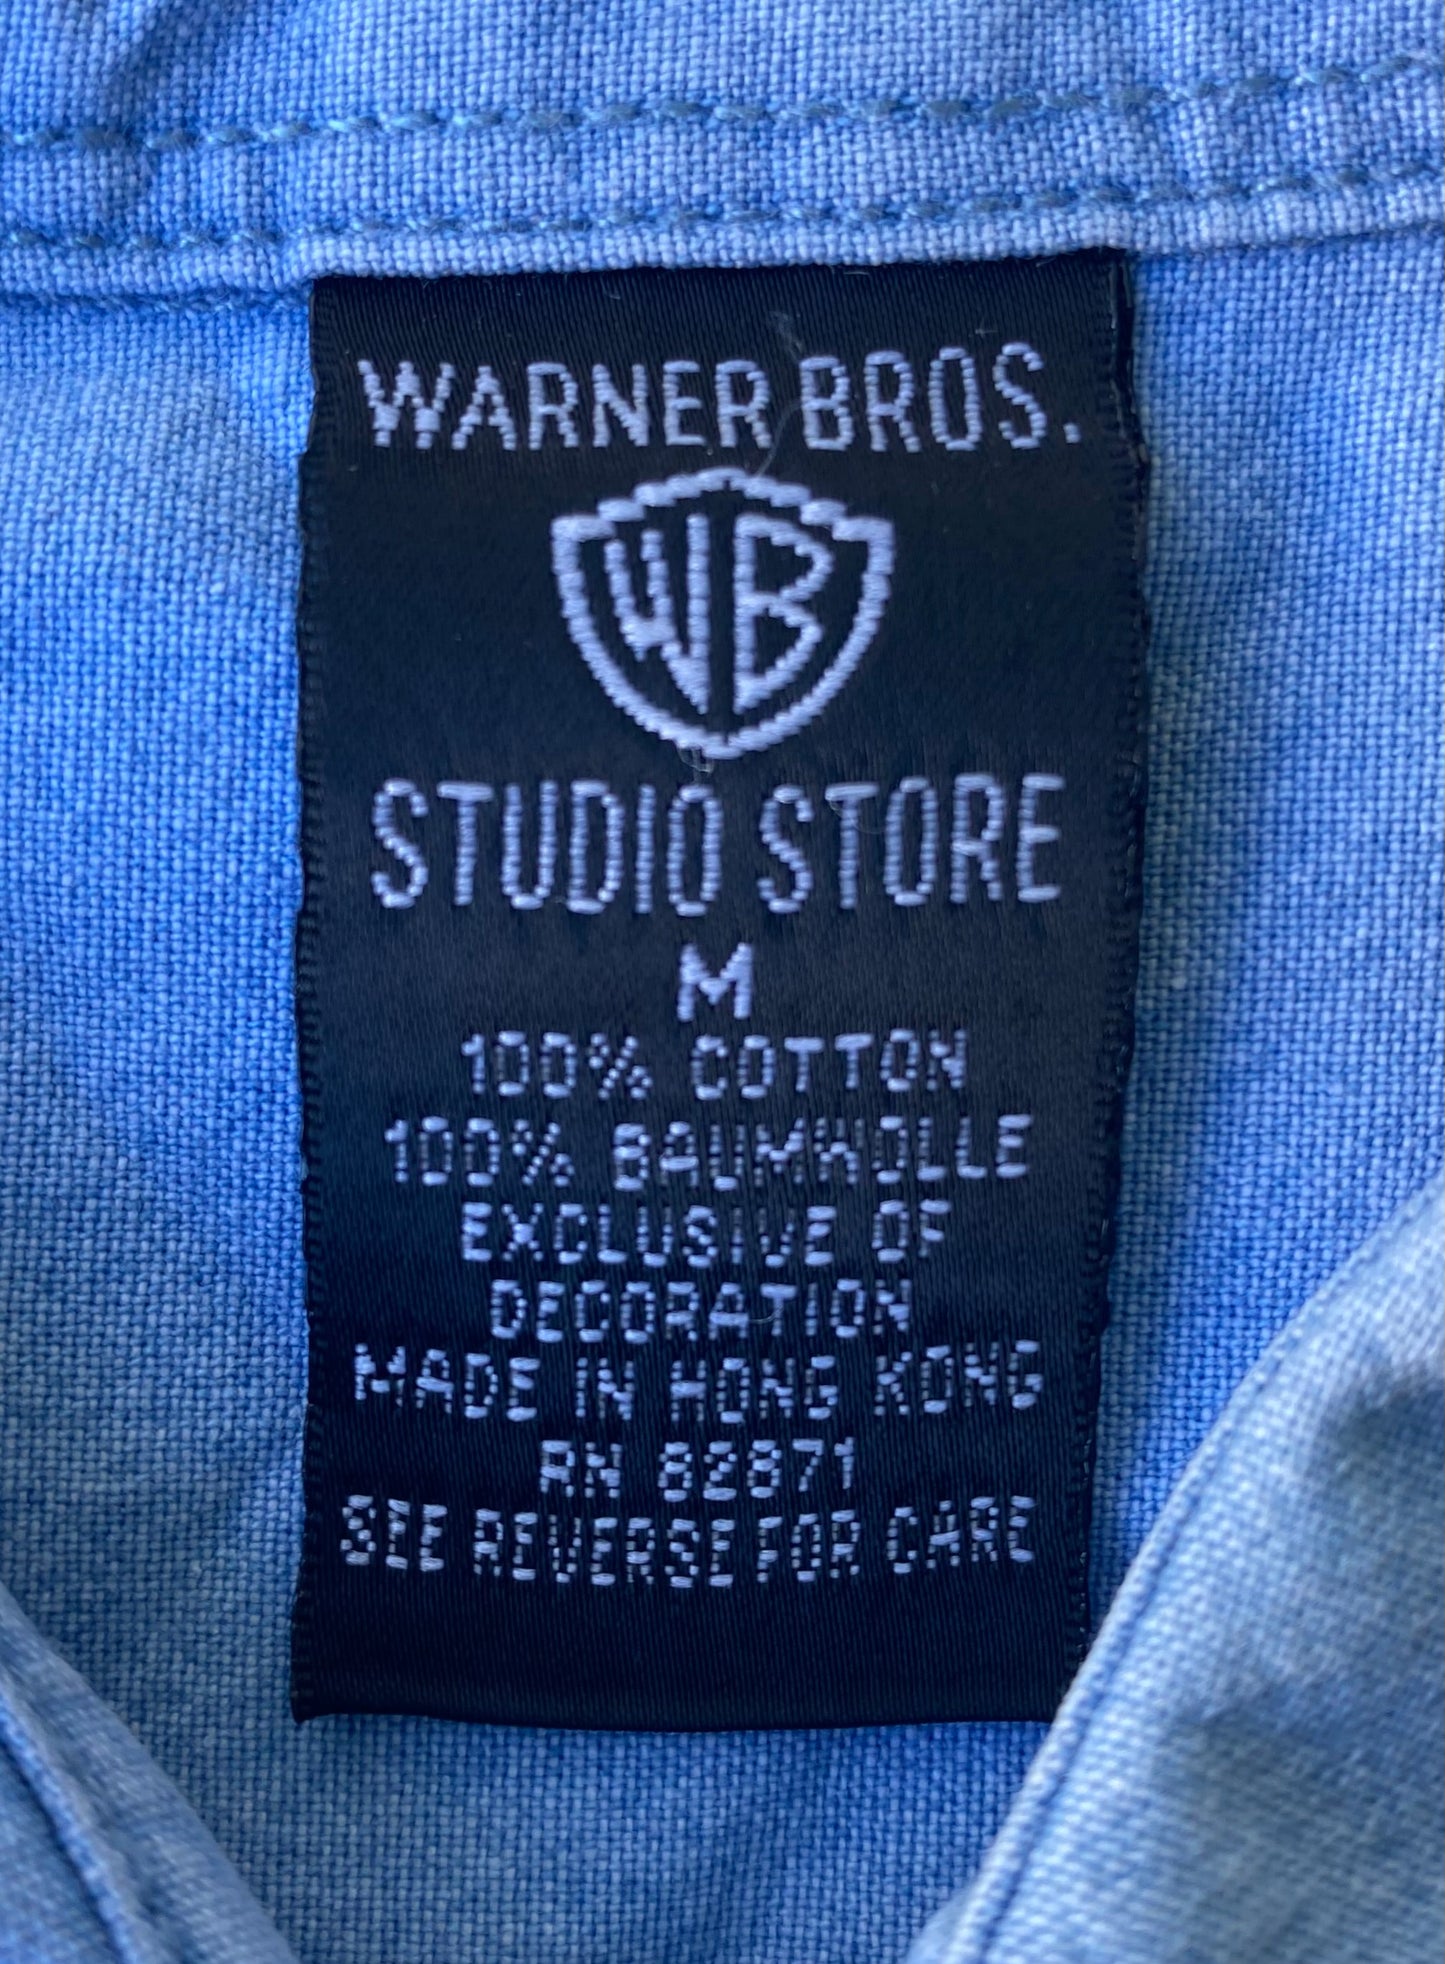 WARNER BROS.
WB
STUDIO STORE
M
100% COTTON
100% BAUMWOLLE
EXCLUSIVE OF
DECORATION
MADE IN HONG KONG
RN 82871
SEE REVERSE FOR CARE